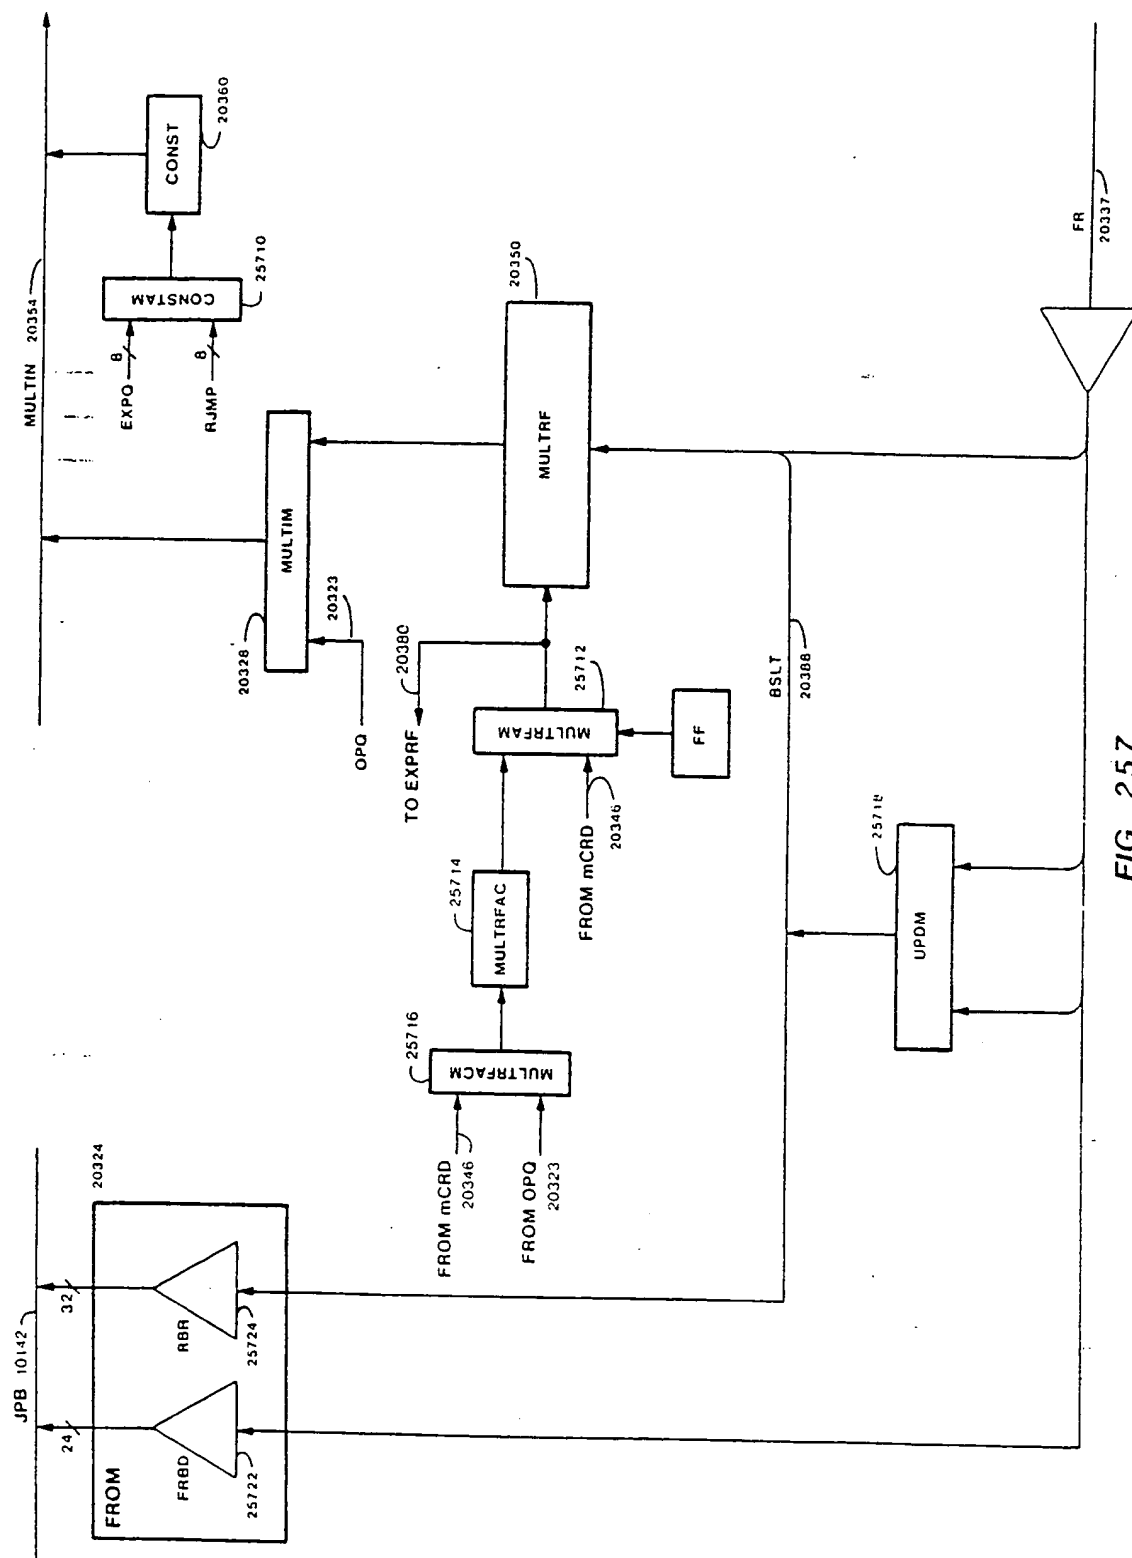 JPB 10142
24
32
FROM
20324
FRBD
25722
RBR
25724
MULTIN 20354
EXPQ
8
RJMP
8
CONSTAM
25710
CONST
20360
MULTIM
20328
OPQ
20323
TO EXPRF
20380
MULTRF
20350
MULTRFAM
25712
FF
FROM mCRD
20346
MULTRFAC
25714
MULTRFACM
25716
FROM mCRD
20346
FROM OPQ
20323
BSLT
20388
UPDM
25718
FR
20337
FIG. 257